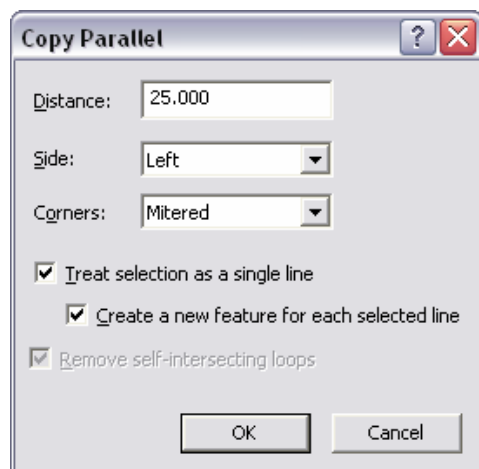 Copy Parallel
Distance: 25.000
Side: Left
Corners: Mitered
Treat selection as a single line
Create a new feature for each selected line
Remove self-intersecting loops
OK Cancel